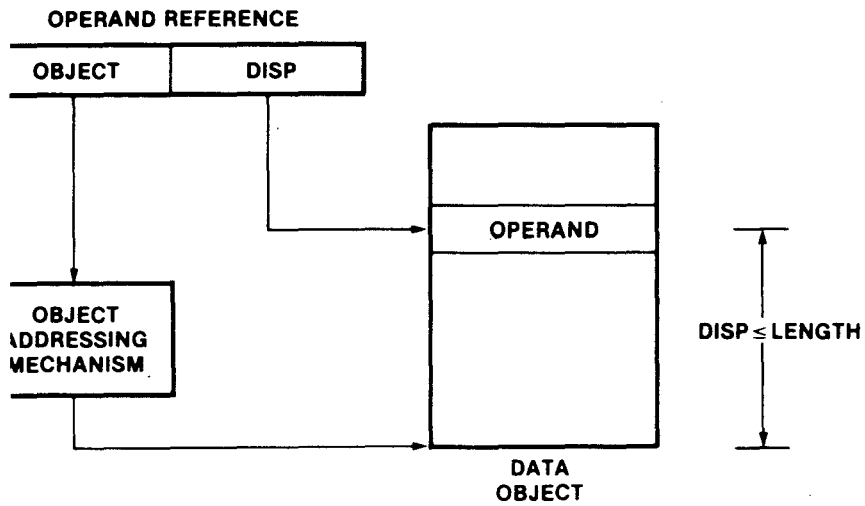 OPERAND REFERENCE
OBJECT DISP
OPERAND
OBJECT
ADDRESSING
MECHANISM
DISP ≤ LENGTH
DATA
OBJECT